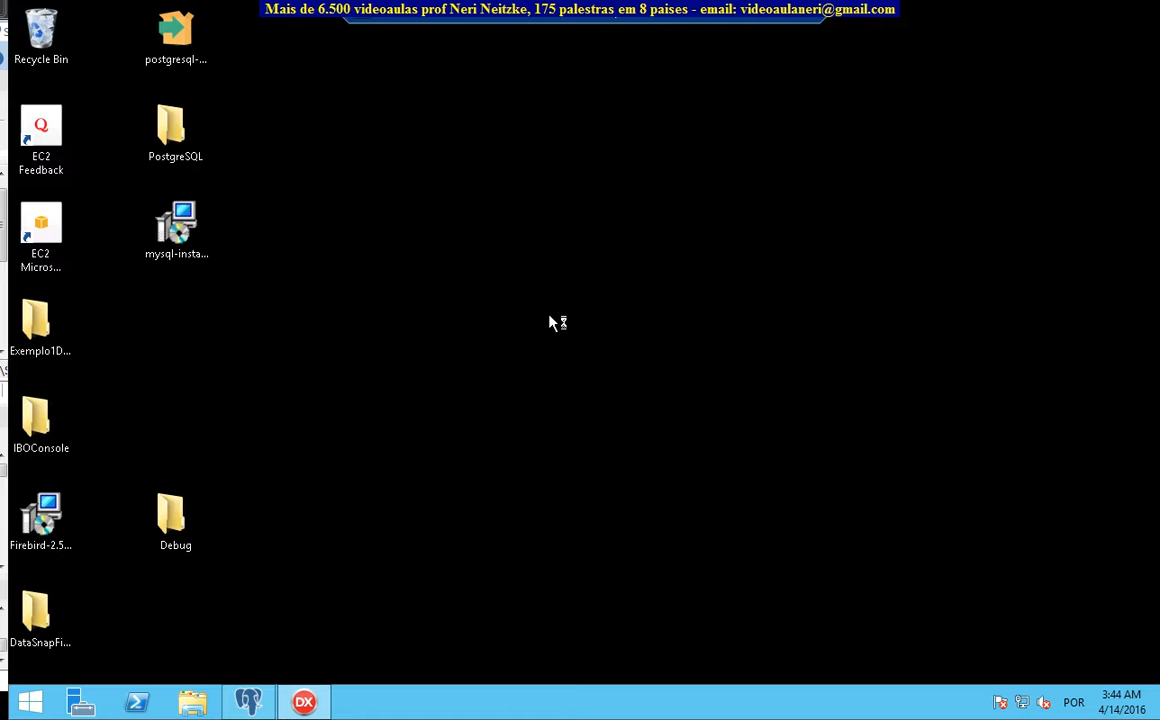 Mais de 6.500 videoaulas prof Neri Neitzke, 175 palestras em 8 paises - email: videoaulaneri@gmail.com
Recycle Bin
postgresql-...
Q
EC2
Feedback
PostgreSQL
EC2
Micros...
mysql-insta...
Exemplo1D...
IBOConsole
Firebird-2.5...
Debug
DataSnapFi...
DX
POR
3:44 AM
4/14/2016